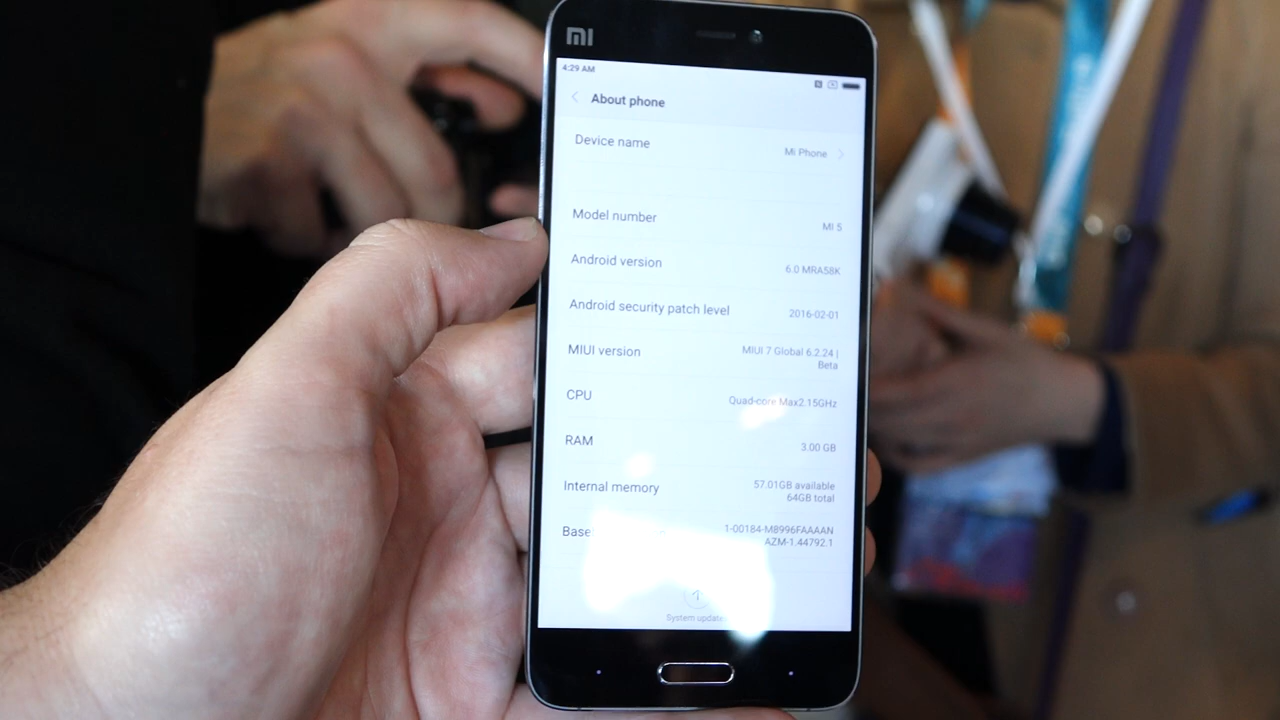 MI
4:29 AM
About phone
Device name
Mi Phone
Model number
MI 5
Android version
6.0 MRA58K
Android security patch level
2016-02-01
MIUI version
MIUI 7 Global 6.2.24 |
Beta
CPU
Quad-core Max2.15GHz
RAM
3.00 GB
Internal memory
57.01GB available
64GB total
Base
1-00184-M8996FAAAAN
AZM-1.44792.1
System update